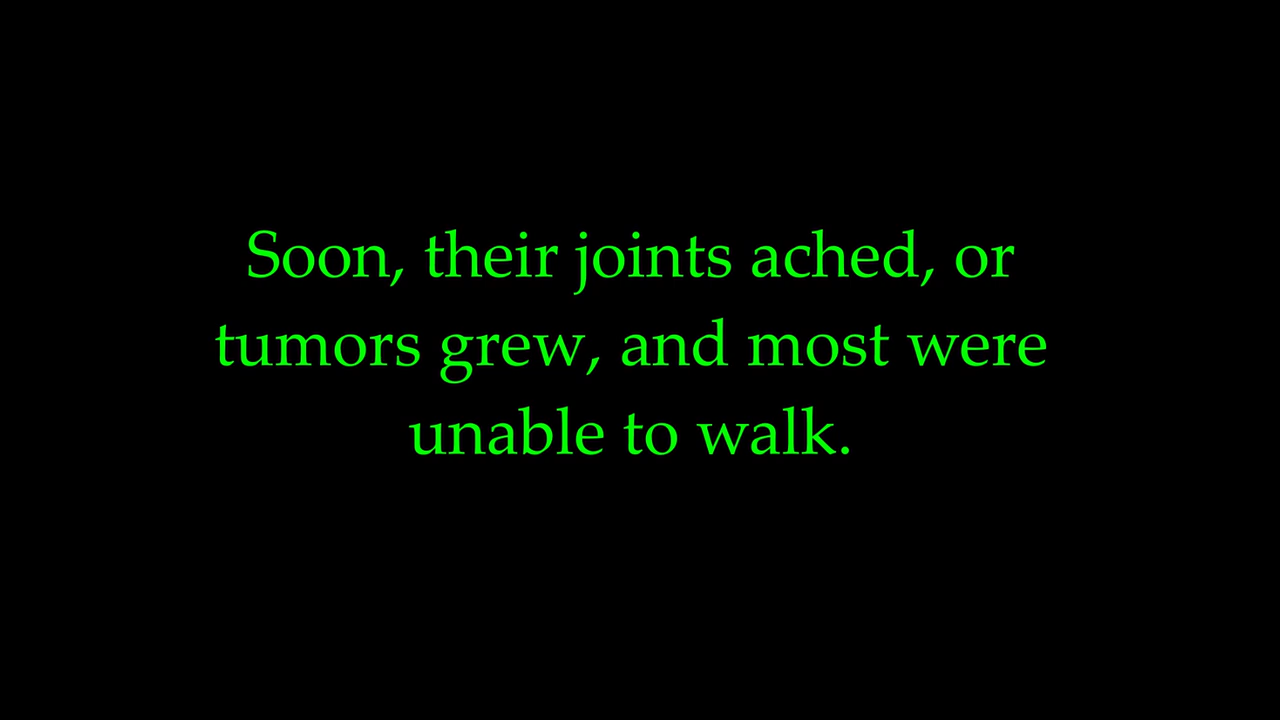 Soon, their joints ached, or
tumors grew, and most were
unable to walk.